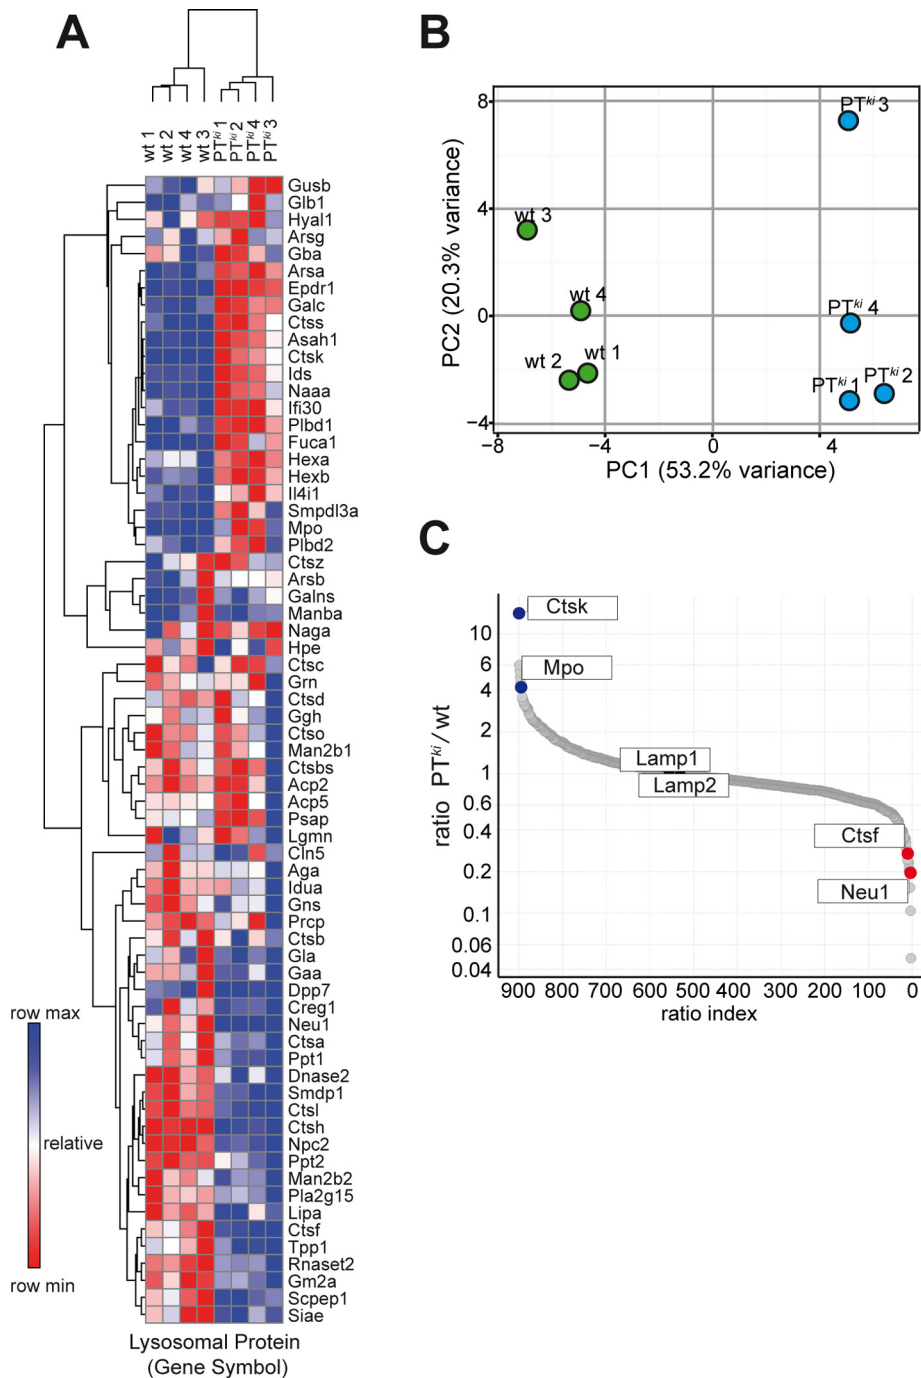 A
wt 1
wt 2
wt 4
wt 3
PTki 1
PTki 2
PTki 4
PTki 3
Gusb
Glb1
Hyal1
Arsg
Gba
Arsa
Epdr1
Galc
Ctss
Asah1
Ctsk
Ids
Naaa
Ifi30
Plbd1
Fuca1
Hexa
Hexb
Il4i1
Smpdl3a
Mpo
Plbd2
Ctsz
Arsb
Galns
Manba
Naga
Hpe
Ctsc
Grn
Ctsd
Ggh
Ctso
Man2b1
Ctsbs
Acp2
Acp5
Psap
Lgmn
Cln5
Aga
Idua
Gns
Prcp
Ctsb
Gla
Gaa
Dpp7
Creg1
Neu1
Ctsa
Ppt1
Dnase2
Smdp1
Ctsl
Ctsh
Npc2
Ppt2
Man2b2
Pla2g15
Lipa
Ctsf
Tpp1
Rnaset2
Gm2a
Scpep1
Siae
row max
relative
row min
Lysosomal Protein
(Gene Symbol)
B
PC2 (20.3% variance)
8
4
0
−4
PTki 3
wt 3
wt 4
PTki 4
wt 2
wt 1
PTki 1
PTki 2
−8
−4
0
4
PC1 (53.2% variance)
C
ratio PTki / wt
10
6
4
2
1
0.6
0.4
0.2
0.1
0.06
0.04
Ctsk
Mpo
Lamp1
Lamp2
Ctsf
Neu1
900 800 700 600 500 400 300 200 100 0
ratio index